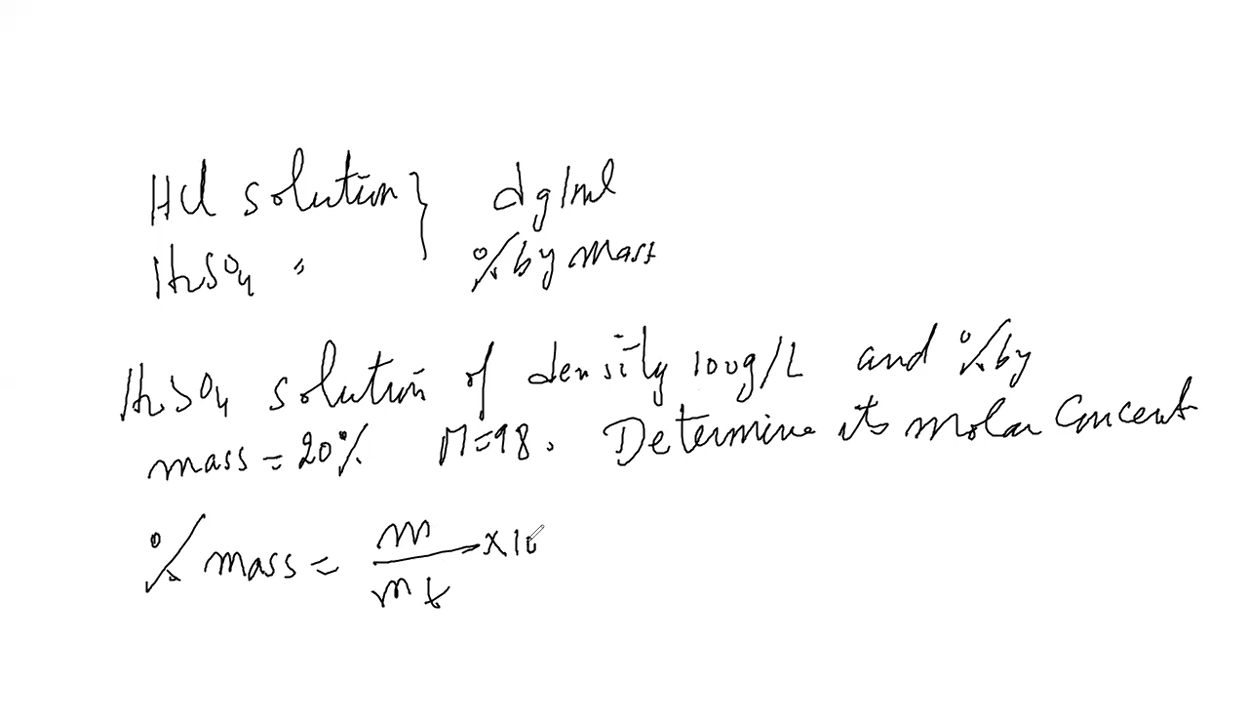 HCl solution } d g/ml
H₂SO₄ " % by mass
H₂SO₄ solution of density 100g/L and % by
mass = 20% M=98. Determine its molar Concent
% mass = m/mt × 10